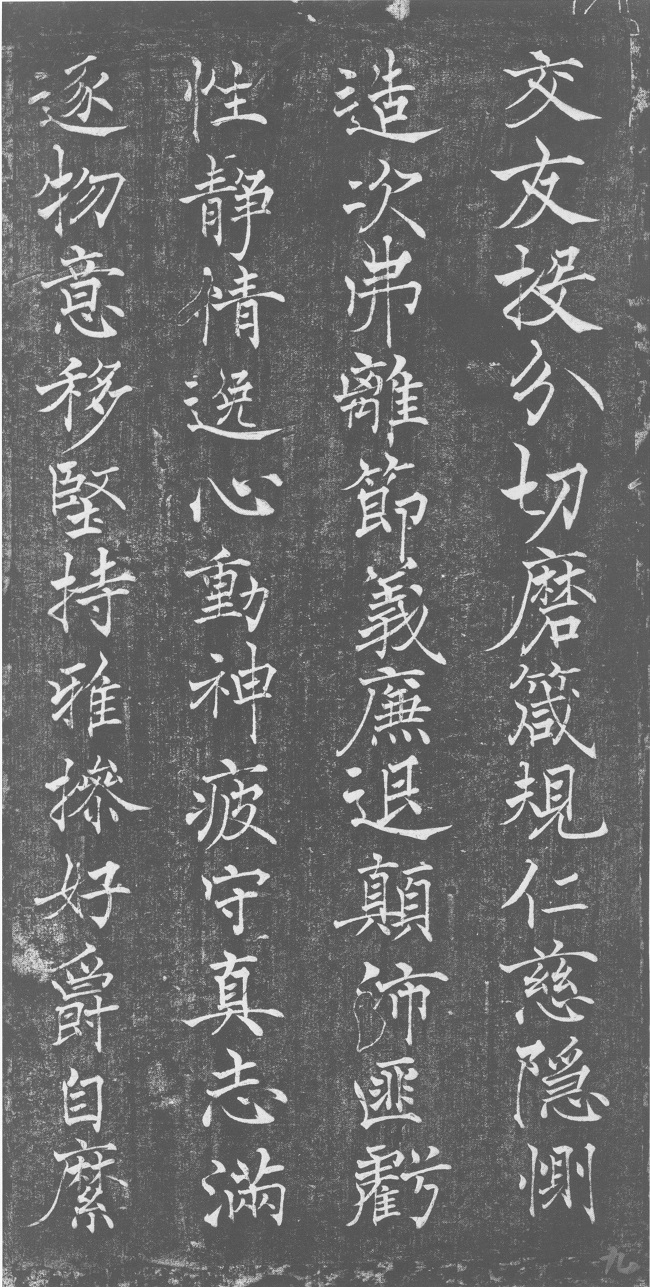 交友投分切磨箴規仁慈隱惻
造次弗離節義廉退顛沛匪虧
性靜情逸心動神疲守真志滿
逐物意移堅持雅操好爵自縻
九